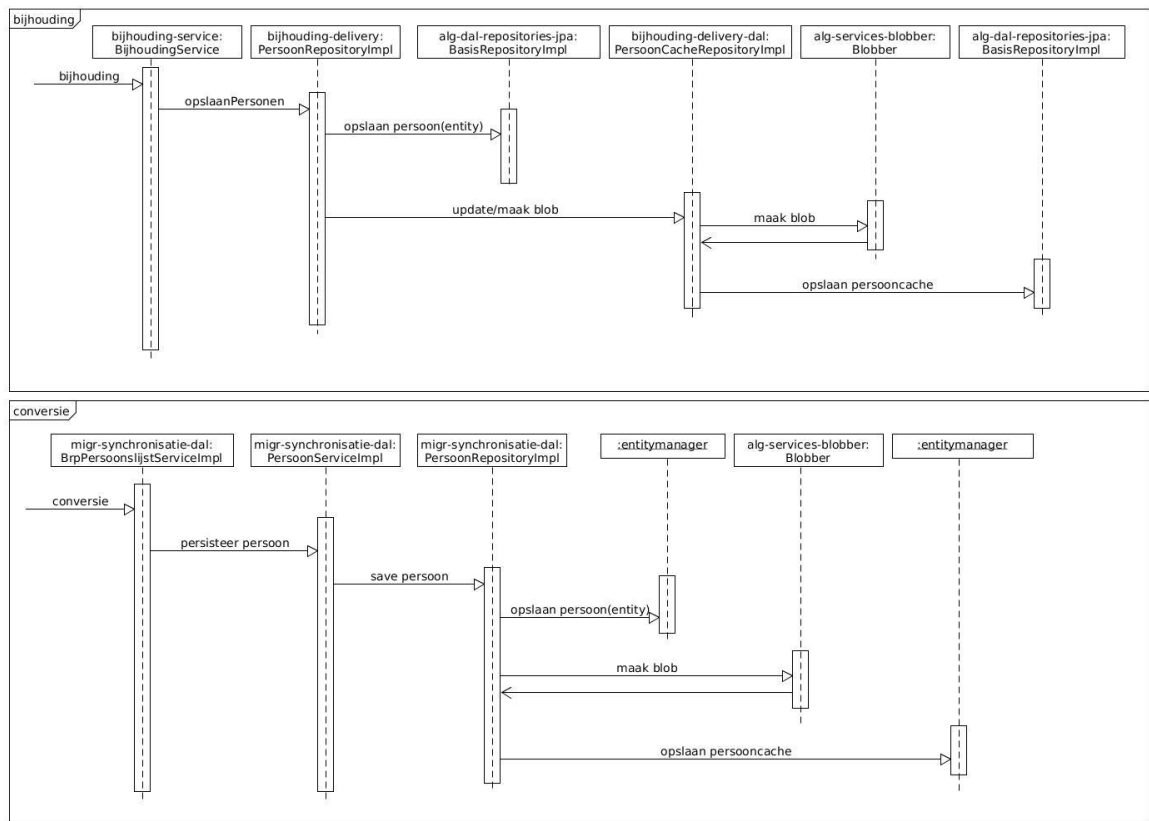 bijhouding
bijhouding-service:
BijhoudingService
bijhouding-delivery:
PersoonRepositoryImpl
alg-dal-repositories-jpa:
BasisRepositoryImpl
bijhouding-delivery-dal:
PersoonCacheRepositoryImpl
alg-services-blobber:
Blobber
alg-dal-repositories-jpa:
BasisRepositoryImpl
bijhouding
opslaanPersonen
opslaan persoon(entity)
update/maak blob
maak blob
opslaan persooncache
conversie
migr-synchronisatie-dal:
BrpPersoonslijstServiceImpl
migr-synchronisatie-dal:
PersoonServiceImpl
migr-synchronisatie-dal:
PersoonRepositoryImpl
:entitymanager
alg-services-blobber:
Blobber
:entitymanager
conversie
persisteer persoon
save persoon
opslaan persoon(entity)
maak blob
opslaan persooncache